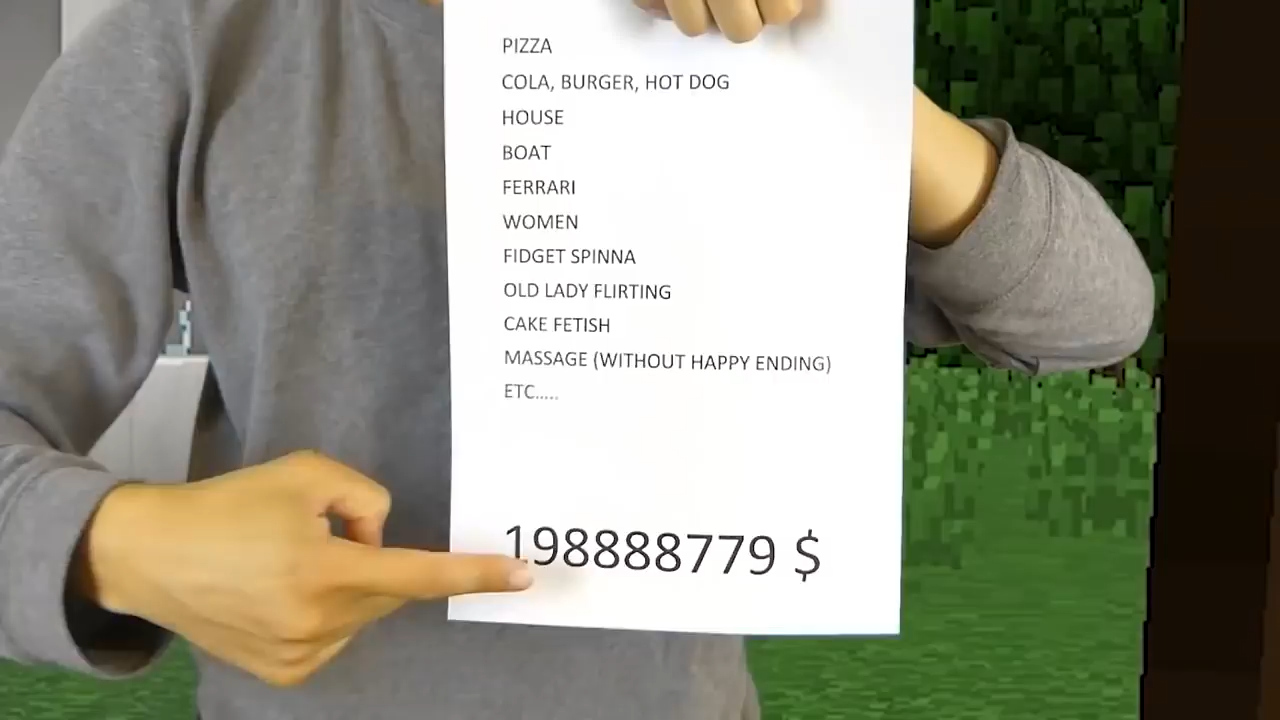 PIZZA
COLA, BURGER, HOT DOG
HOUSE
BOAT
FERRARI
WOMEN
FIDGET SPINNA
OLD LADY FLIRTING
CAKE FETISH
MASSAGE (WITHOUT HAPPY ENDING)
ETC.....
198888779 $